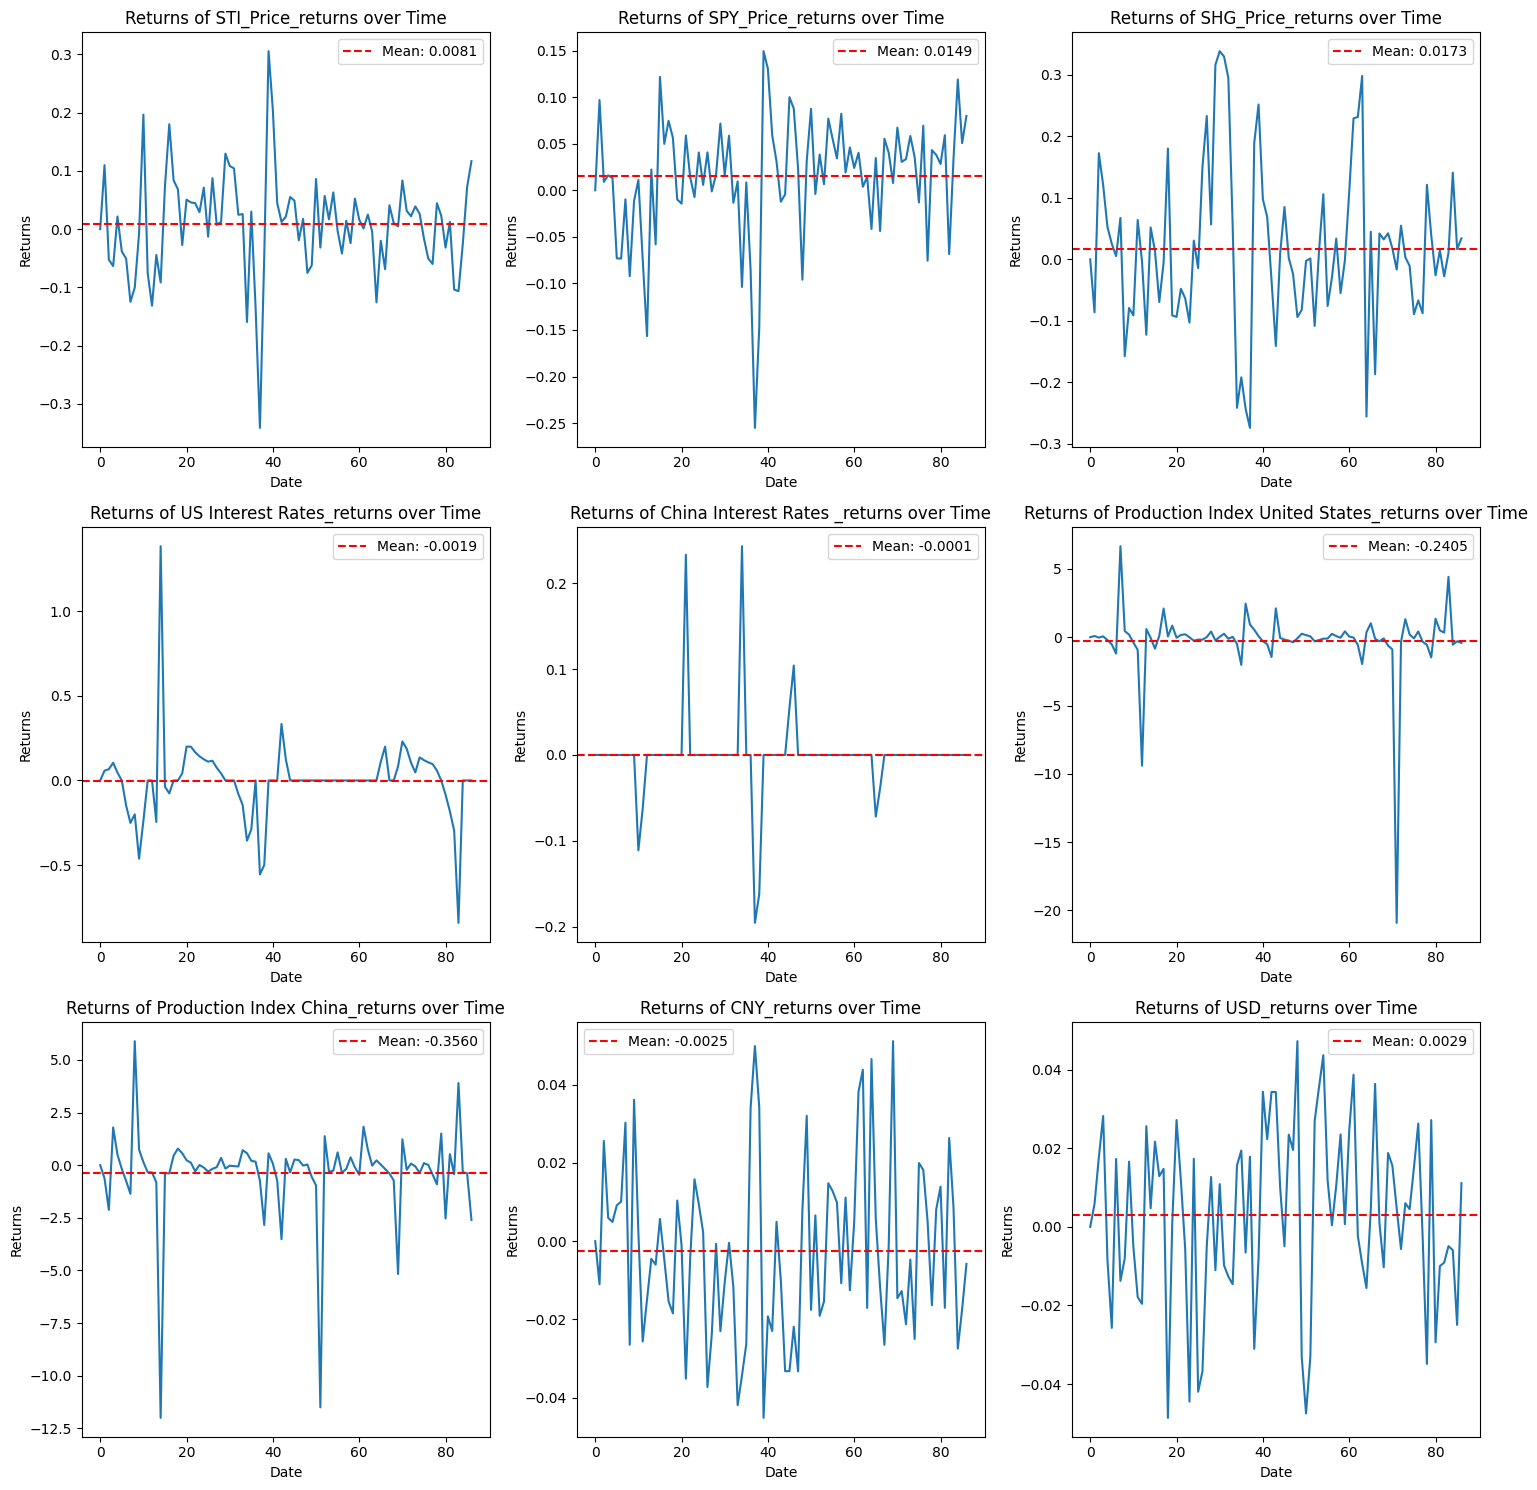 Returns of STI_Price_returns over Time
Mean: 0.0081
0.3
0.2
0.1
0.0
−0.1
−0.2
−0.3
Returns
0
20
40
60
80
Date
Returns of SPY_Price_returns over Time
Mean: 0.0149
0.15
0.10
0.05
0.00
−0.05
−0.10
−0.15
−0.20
−0.25
Returns
0
20
40
60
80
Date
Returns of SHG_Price_returns over Time
Mean: 0.0173
0.3
0.2
0.1
0.0
−0.1
−0.2
−0.3
Returns
0
20
40
60
80
Date
Returns of US Interest Rates_returns over Time
Mean: -0.0019
1.0
0.5
0.0
−0.5
Returns
0
20
40
60
80
Date
Returns of China Interest Rates _returns over Time
Mean: -0.0001
0.2
0.1
0.0
−0.1
−0.2
Returns
0
20
40
60
80
Date
Returns of Production Index United States_returns over Time
Mean: -0.2405
5
0
−5
−10
−15
−20
Returns
0
20
40
60
80
Date
Returns of Production Index China_returns over Time
Mean: -0.3560
5.0
2.5
0.0
−2.5
−5.0
−7.5
−10.0
−12.5
Returns
0
20
40
60
80
Date
Returns of CNY_returns over Time
Mean: -0.0025
0.04
0.02
0.00
−0.02
−0.04
Returns
0
20
40
60
80
Date
Returns of USD_returns over Time
Mean: 0.0029
0.04
0.02
0.00
−0.02
−0.04
Returns
0
20
40
60
80
Date